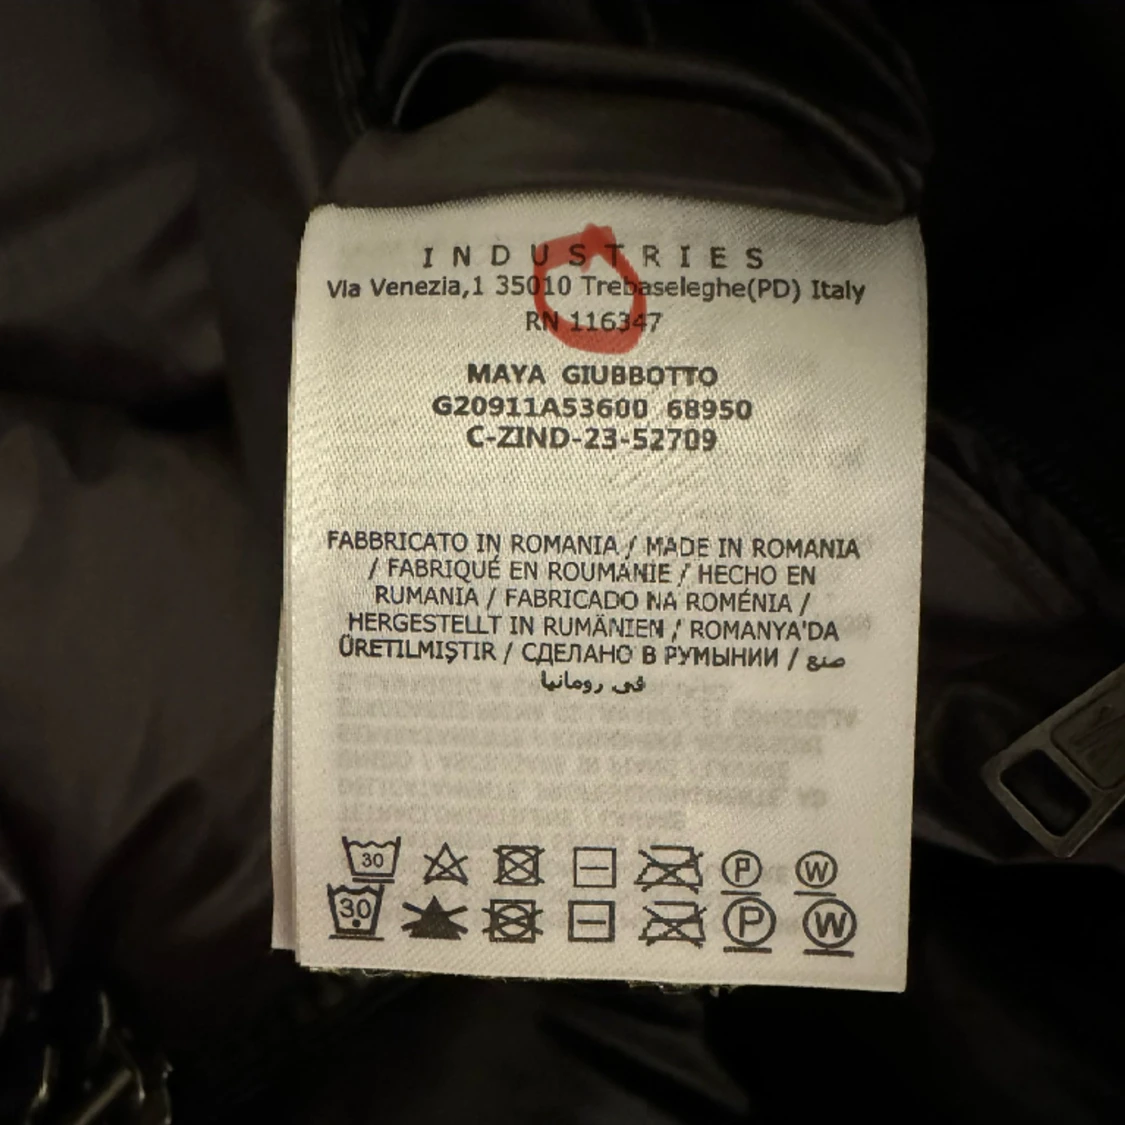 INDUSTRIES
Via Venezia,1 35010 Trebaseleghe(PD) Italy
RN 116347
MAYA GIUBBOTTO
G20911A53600 68950
C-ZIND-23-52709
FABBRICATO IN ROMANIA / MADE IN ROMANIA
/ FABRIQUÉ EN ROUMANIE / HECHO EN
RUMANIA / FABRICADO NA ROMÉNIA /
HERGESTELLT IN RUMÄNIEN / ROMANYA'DA
ÜRETILMIŞTIR / СДЕЛАНО В РУМЫНИИ / صنع
في رومانيا
30 P W
30 P W